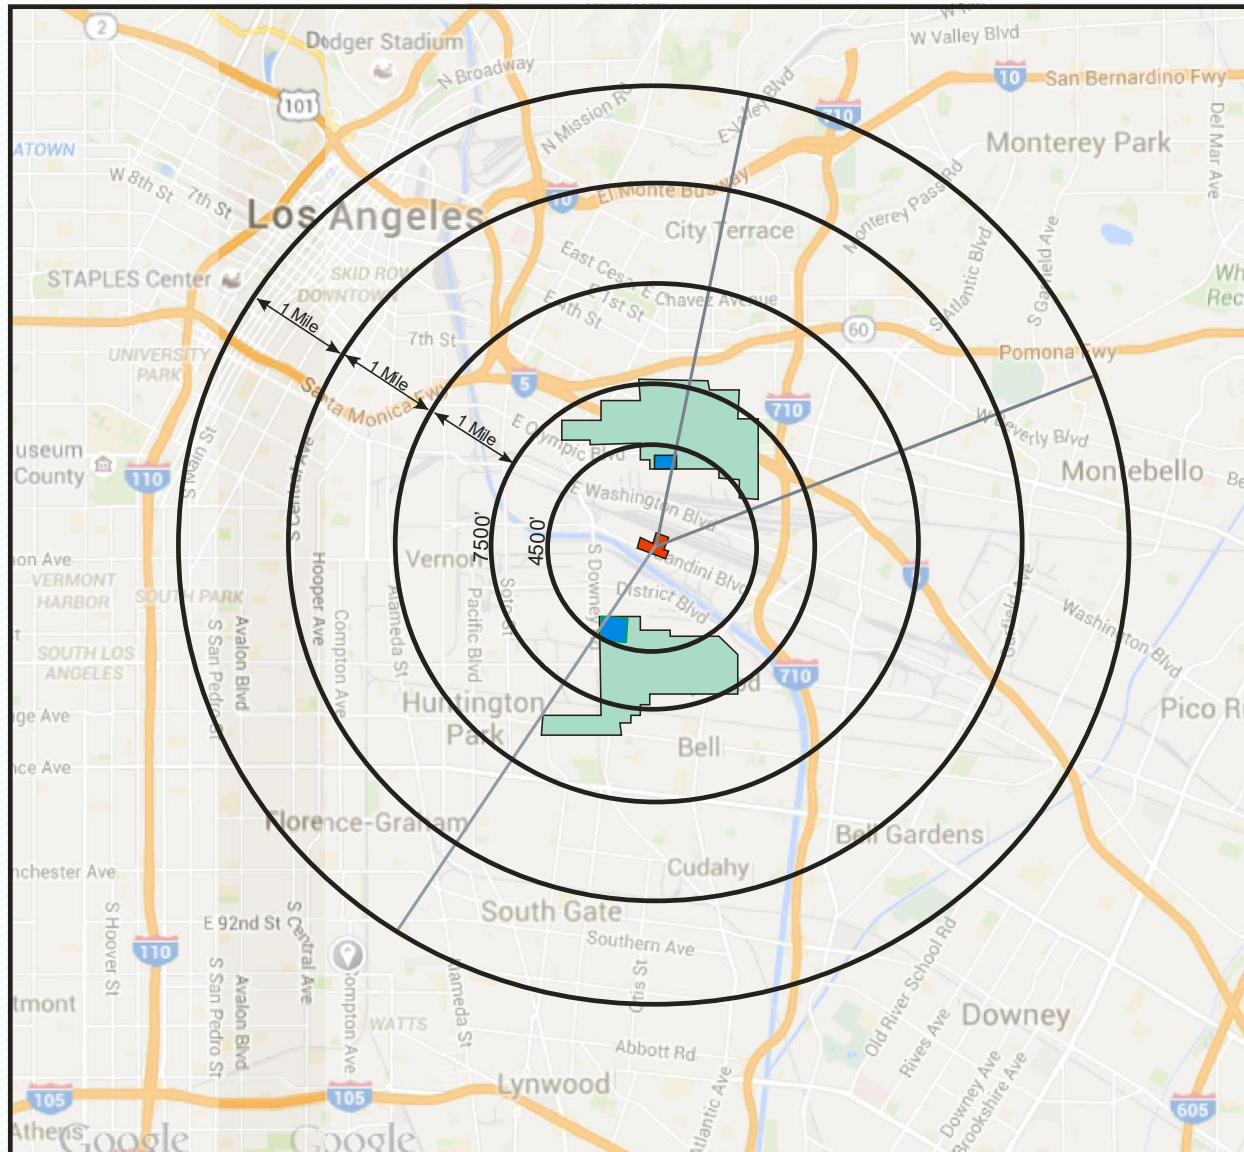 2
Dodger Stadium
N Broadway
W Valley Blvd
10
San Bernardino Fwy
101
N Mission Rd
E Valley Blvd
710
Monterey Park
Del Mar Ave
ATOWN
W 8th St
7th St
10
El Monte Busway
Monterey Pass Rd
Los Angeles
City Terrace
STAPLES Center
SKID ROW
DOWNTOWN
East Cesar E Chavez Avenue
E 1st St
E 4th St
S Atlantic Blvd
S Garfield Ave
Wh
Rec
1 Mile
7th St
60
Pomona Fwy
UNIVERSITY
PARK
1 Mile
Santa Monica Fwy
5
710
1 Mile
E Olympic Blvd
W Beverly Blvd
useum
County
S Main St
S Central Ave
110
Montebello
Be
E Washington Blvd
7500'
4500'
non Ave
Vernon
Bandini Blvd
VERMONT
HARBOR
SOUTH PARK
Hooper Ave
Compton Ave
Alameda St
Pacific Blvd
Soto St
S Downey
District Blvd
5
Garfield Ave
Washington Blvd
S San Pedro St
Avalon Blvd
SOUTH LOS
ANGELES
710
od
Huntington
Park
Pico Ri
ge Ave
Bell
nce Ave
Florence-Graham
Bell Gardens
nchester Ave
Cudahy
South Gate
S Hoover St
E 92nd St
S Central Ave
Southern Ave
110
S San Pedro St
Avalon Blvd
ompton Ave
lameda St
Otis St
Old River School Rd
tmont
WATTS
Downey
Abbott Rd
Rives Ave
Lynwood
Atlantic Ave
Downey Ave
Brookshire Ave
105
105
605
Athens
Google
Google